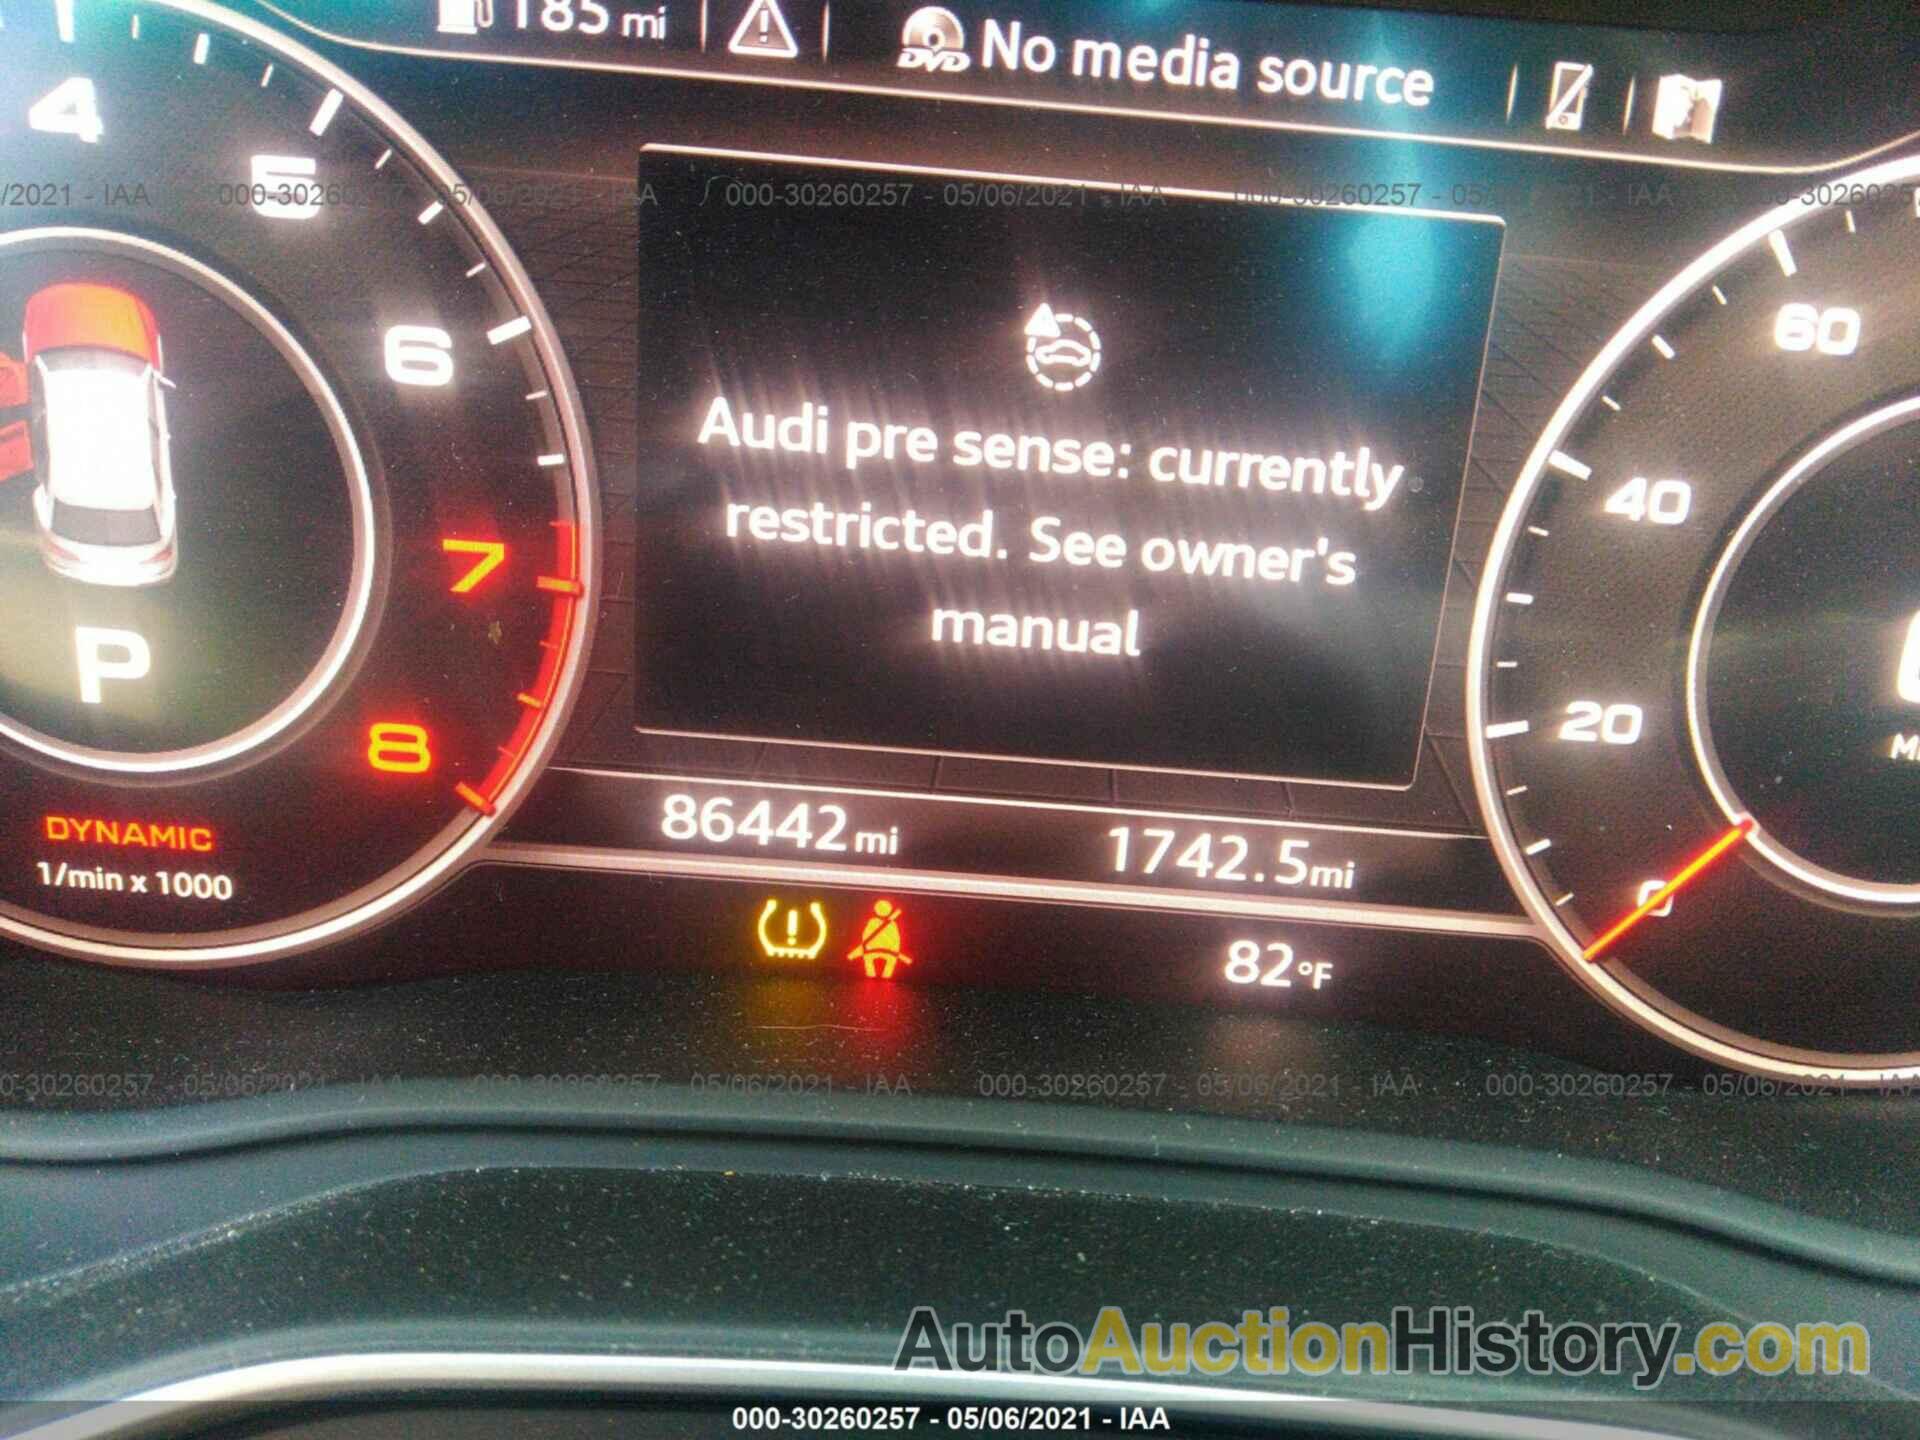 185 mi
DVD No media source
4
5
6
7
8
P
DYNAMIC
1/min x 1000
Audi pre sense: currently
restricted. See owner's
manual
86442 mi
1742.5 mi
82 °F
60
40
20
0
/2021 - IAA 000-30260257 - 05/06/2021 - IAA 000-30260257 - 05/06/2021 - IAA 000-30260257 - 05/06/2021 - IAA 000-30260257
0-30260257 - 05/06/2021 - IAA 000-30260257 - 05/06/2021 - IAA 000-30260257 - 05/06/2021 - IAA 000-30260257 - 05/06/2021 - IAA
AutoAuctionHistory.com
000-30260257 - 05/06/2021 - IAA